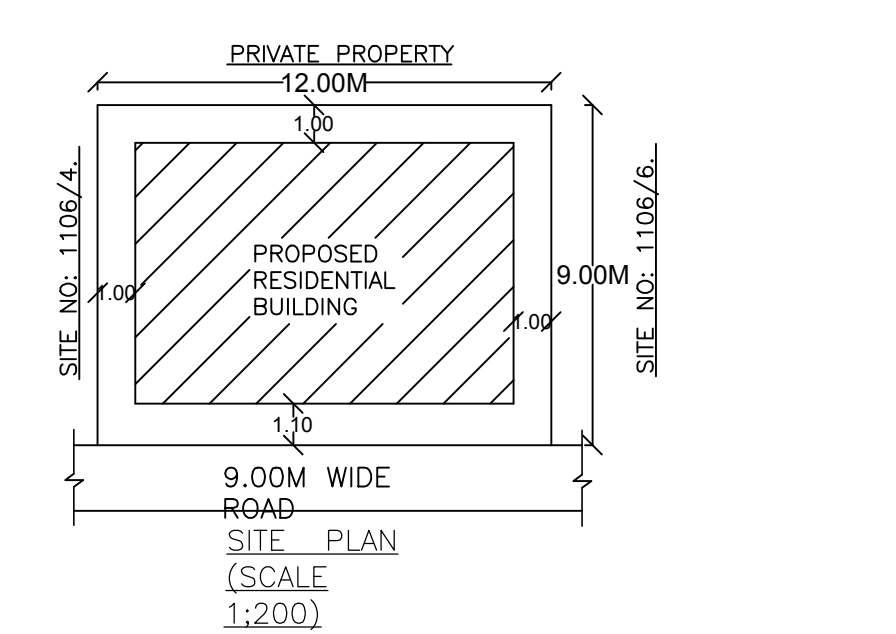 PRIVATE PROPERTY
12.00M
1.00
SITE NO: 1106/4.
SITE NO: 1106/6.
PROPOSED
RESIDENTIAL
BUILDING
9.00M
1.00
1.00
1.10
9.00M WIDE
ROAD
SITE PLAN
(SCALE
1;200)